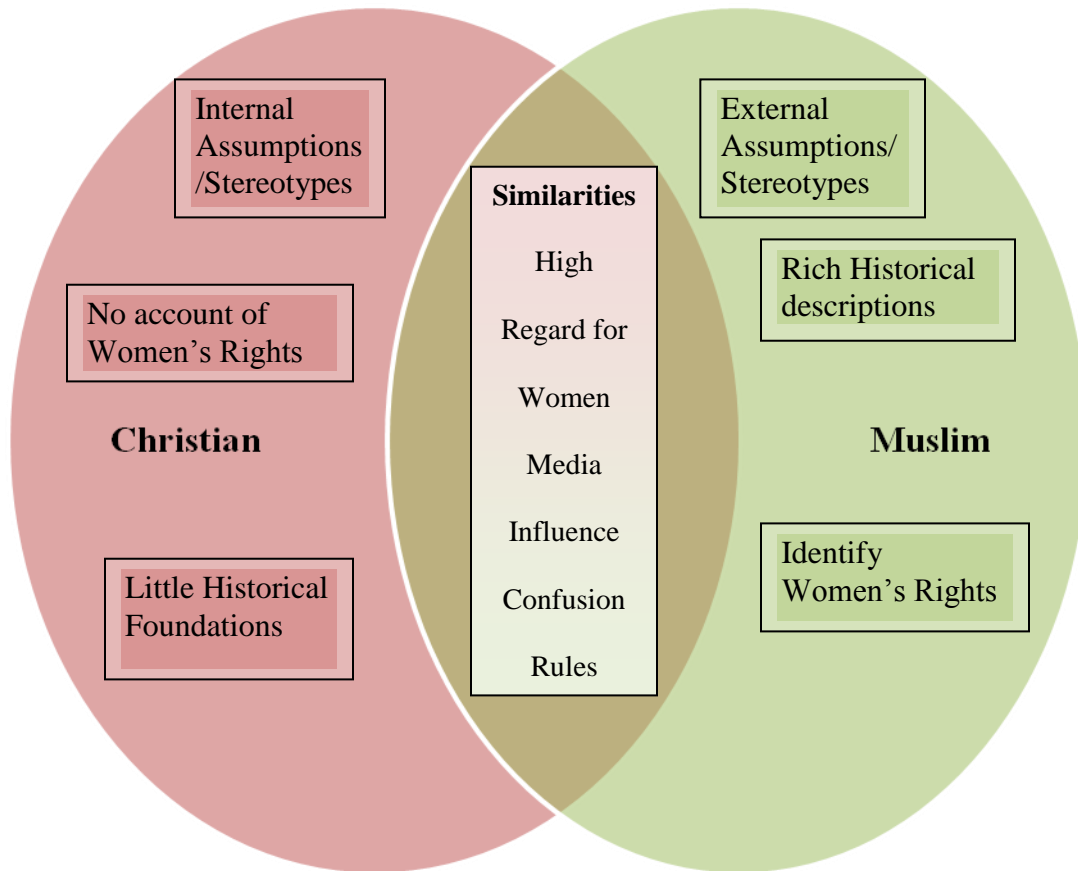 Internal
Assumptions
/Stereotypes
No account of
Women's Rights
Christian
Little Historical
Foundations
Similarities
High
Regard for
Women
Media
Influence
Confusion
Rules
External
Assumptions/
Stereotypes
Rich Historical
descriptions
Muslim
Identify
Women's Rights